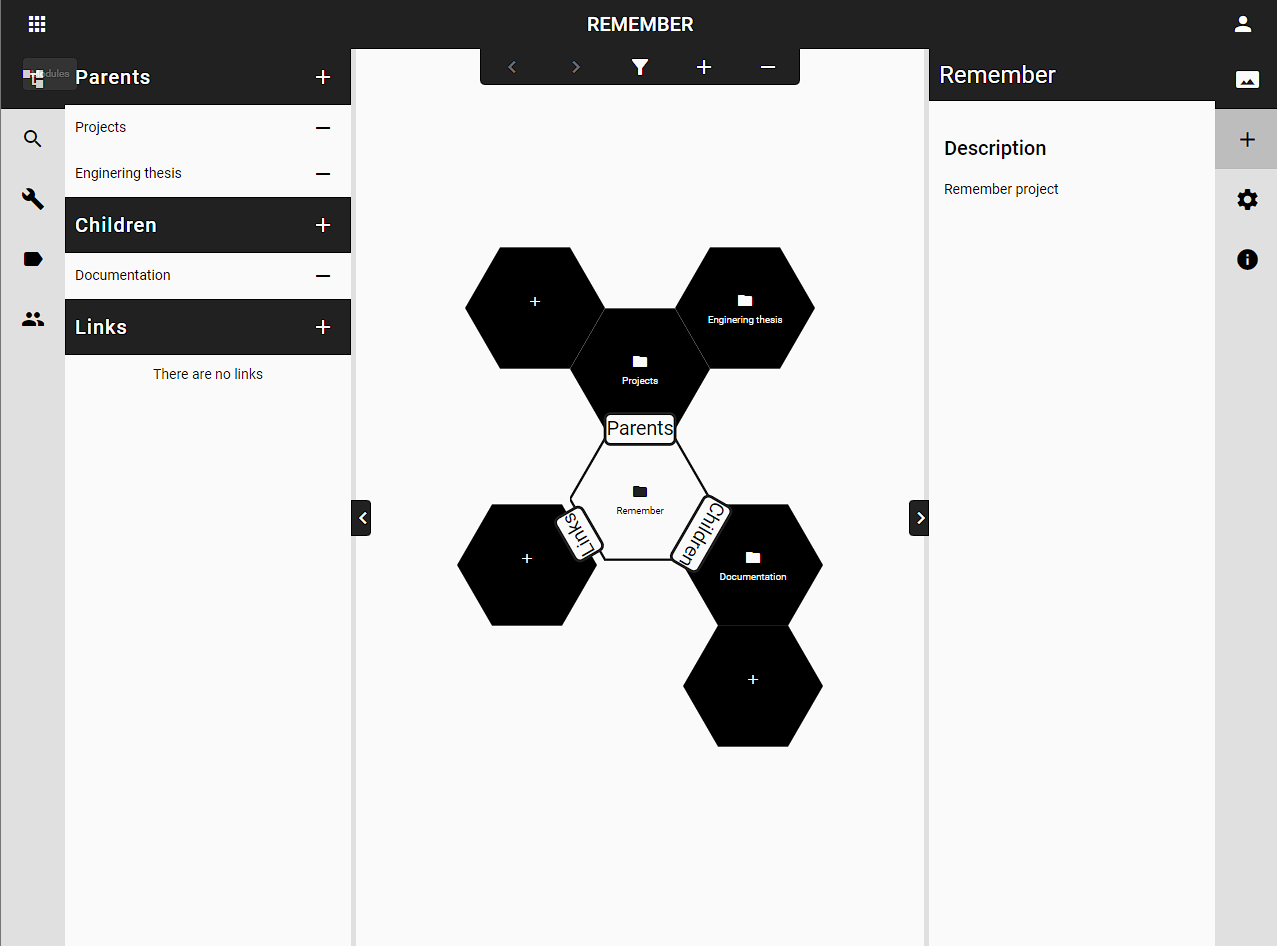 REMEMBER
Parents
Projects
Enginering thesis
Children
Documentation
Links
There are no links
Enginering thesis
Projects
Parents
Remember
Links
Children
Documentation
Remember
Description
Remember project